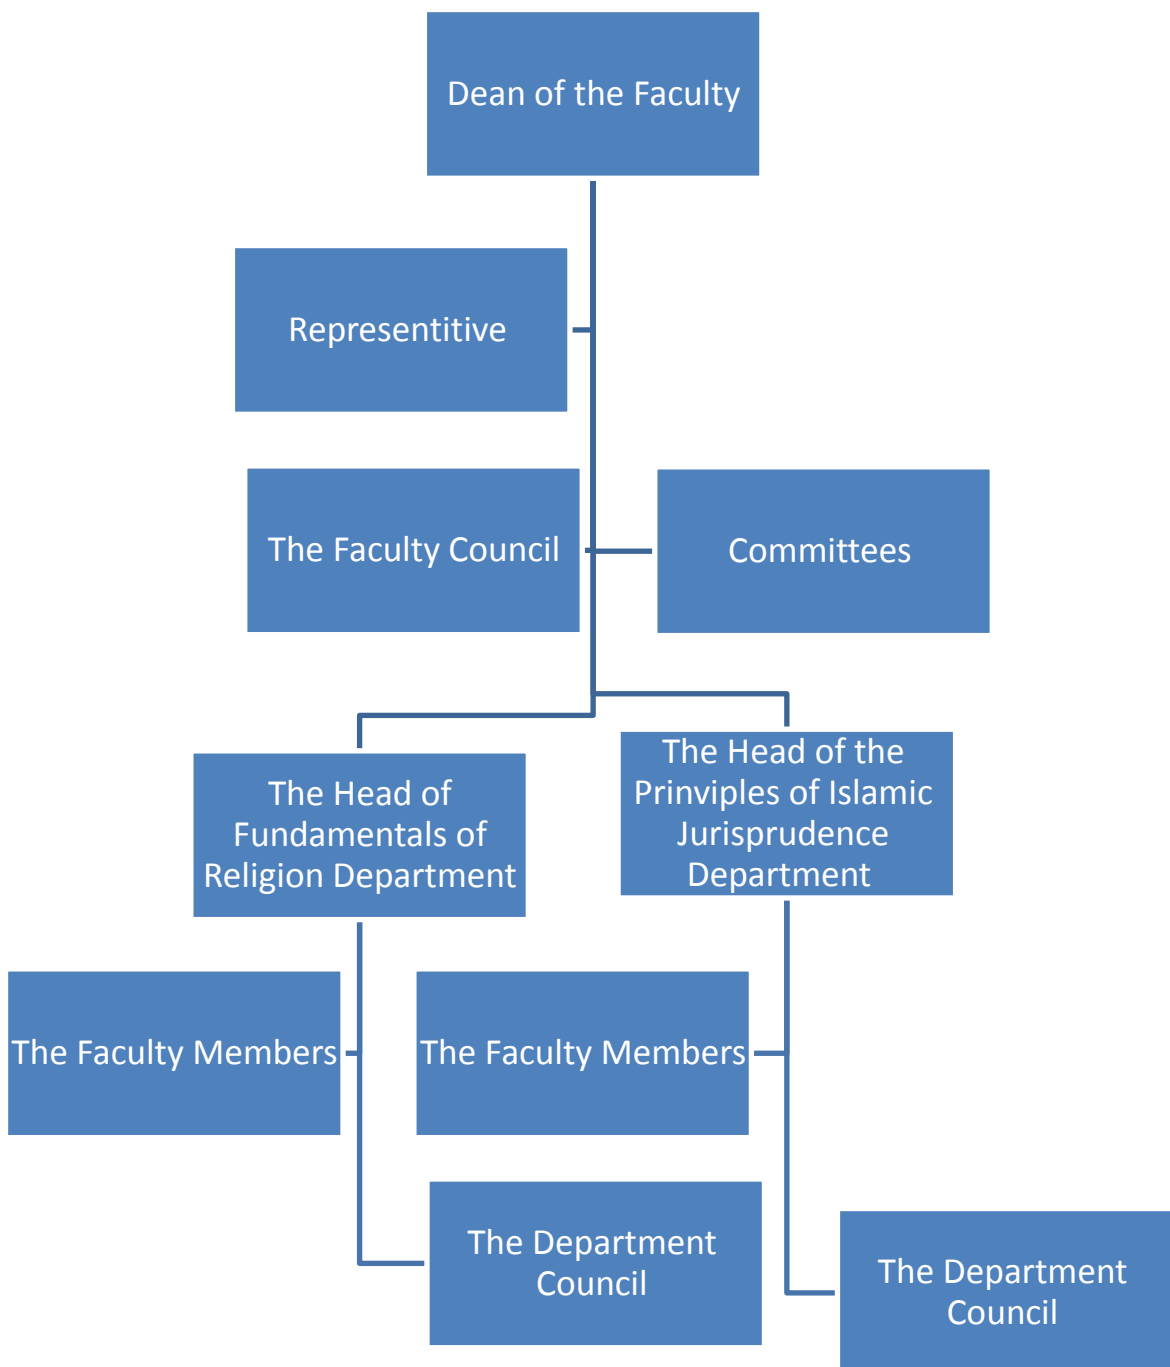 Dean of the Faculty
Representitive
The Faculty Council
Committees
The Head of
Fundamentals of
Religion Department
The Head of the
Prinviples of Islamic
Jurisprudence
Department
The Faculty Members
The Faculty Members
The Department
Council
The Department
Council